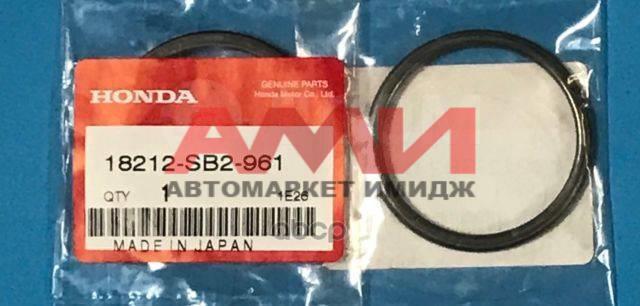 GENUINE PARTS
Honda Motor Co., Ltd.
HONDA
АМИ
18212-SB2-961
АВТОМАРКЕТ ИМИДЖ
QTY 1 1E26
MADE IN JAPAN